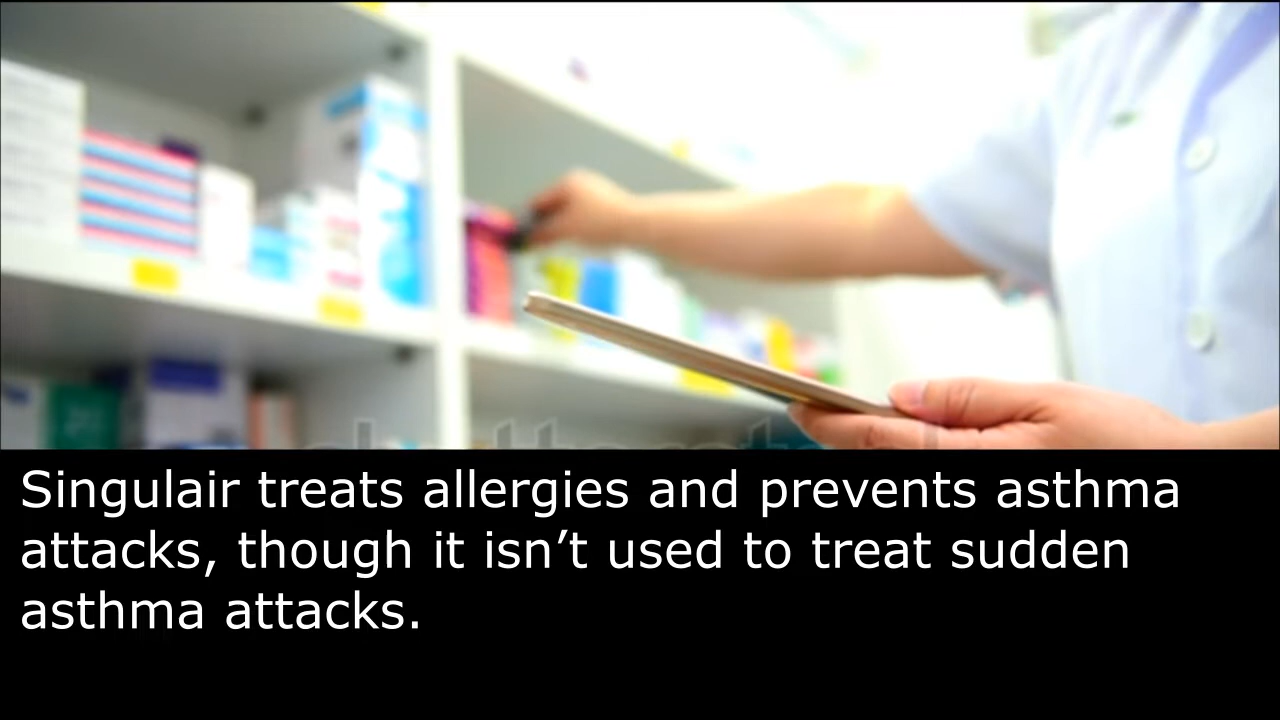 Singulair treats allergies and prevents asthma
attacks, though it isn’t used to treat sudden
asthma attacks.